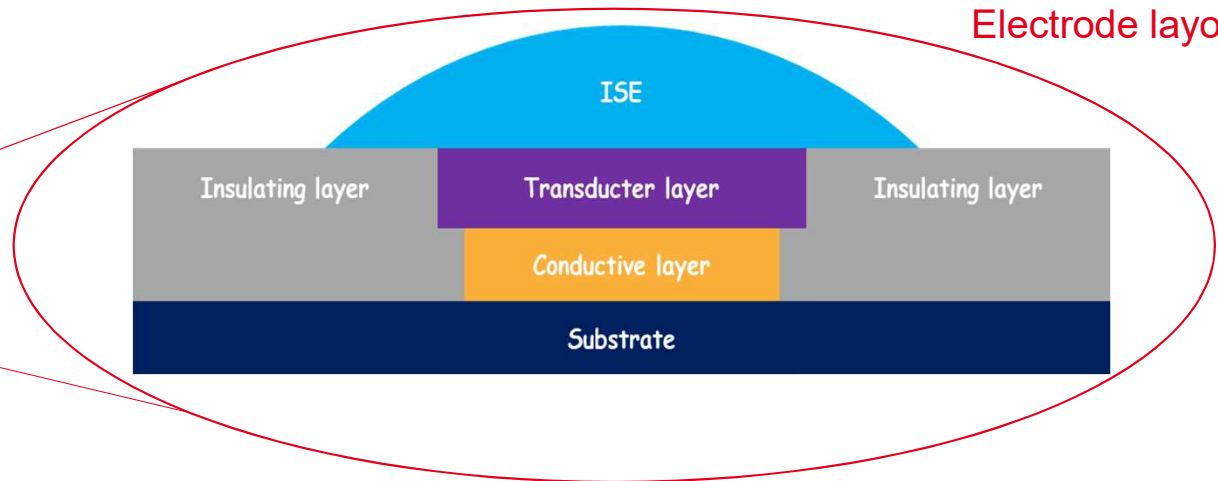 Electrode layo
ISE
Insulating layer
Transducter layer
Insulating layer
Conductive layer
Substrate